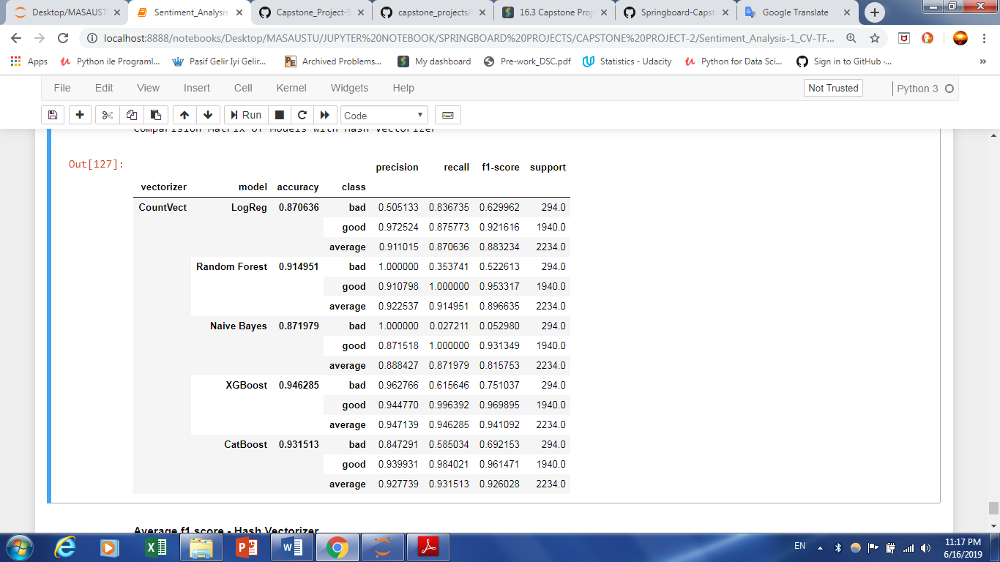 Desktop/MASAUST
Sentiment_Analysis
Capstone_Project-S
capstone_projects/
16.3 Capstone Proj
Springboard-Capst
Google Translate
localhost:8888/notebooks/Desktop/MASAUSTU/JUPYTER%20NOTEBOOK/SPRINGBOARD%20PROJECTS/CAPSTONE%20PROJECT-2/Sentiment_Analysis-1_CV-TF...
Apps Python ile Programl... Pasif Gelir Iyi Gelir... PE Archived Problem... My dashboard Pre-work_DSC.pdf Statistics - Udacity Python for Data Sci... Sign in to GitHub ·... »
File Edit View Insert Cell Kernel Widgets Help Not Trusted Python 3
Run Code
Comparision Matrix of Models with Hash Vectorizer
Out[127]:
precision recall f1-score support
vectorizer model accuracy class
CountVect LogReg 0.870636 bad 0.505133 0.836735 0.629962 294.0
good 0.972524 0.875773 0.921616 1940.0
average 0.911015 0.870636 0.883234 2234.0
Random Forest 0.914951 bad 1.000000 0.353741 0.522613 294.0
good 0.910798 1.000000 0.953317 1940.0
average 0.922537 0.914951 0.896635 2234.0
Naive Bayes 0.871979 bad 1.000000 0.027211 0.052980 294.0
good 0.871518 1.000000 0.931349 1940.0
average 0.888427 0.871979 0.815753 2234.0
XGBoost 0.946285 bad 0.962766 0.615646 0.751037 294.0
good 0.944770 0.996392 0.969895 1940.0
average 0.947139 0.946285 0.941092 2234.0
CatBoost 0.931513 bad 0.847291 0.585034 0.692153 294.0
good 0.939931 0.984021 0.961471 1940.0
average 0.927739 0.931513 0.926028 2234.0
Average f1 score - Hash Vectorizer
EN
11:17 PM
6/16/2019